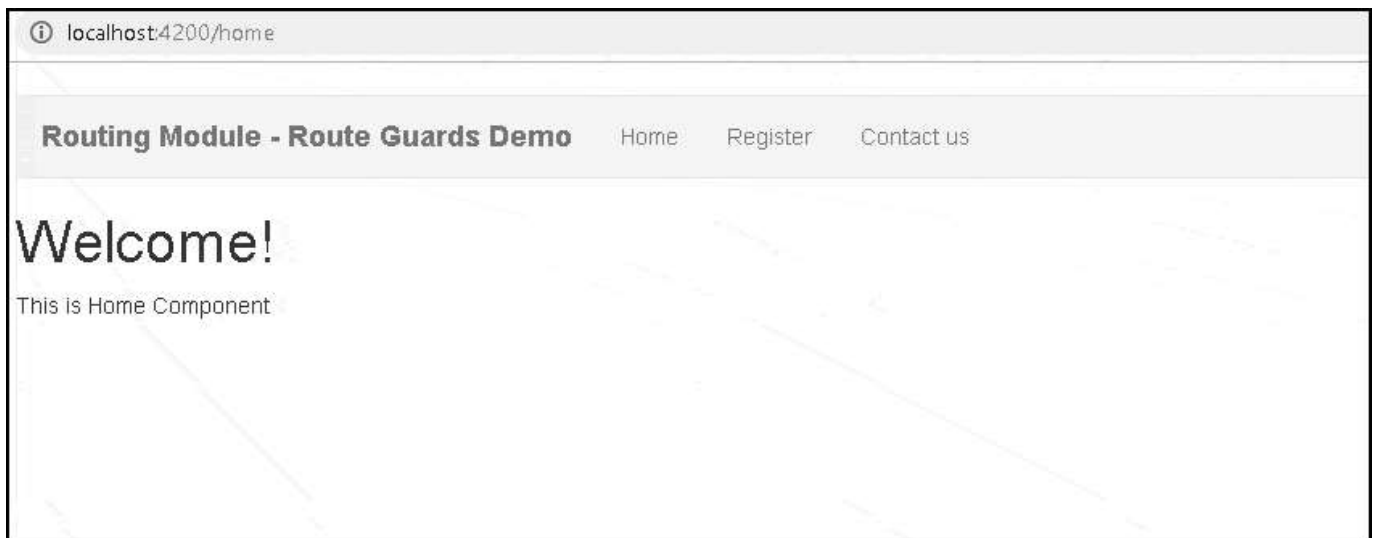 localhost:4200/home
Routing Module - Route Guards Demo Home Register Contact us
Welcome!
This is Home Component